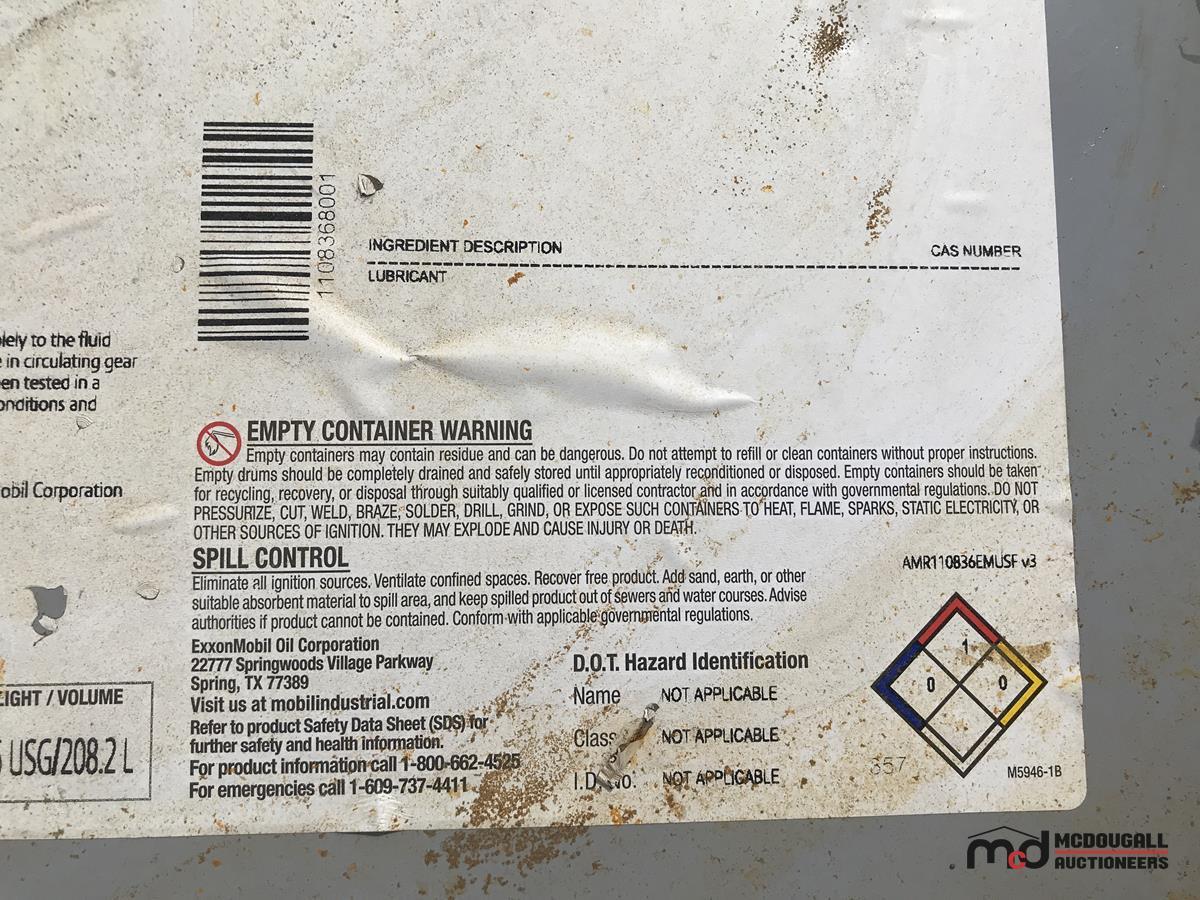 1108368001
INGREDIENT DESCRIPTION CAS NUMBER
LUBRICANT
to the fluid
in circulating gear
tested in a
and
Corporation
/ VOLUME
USG/208.2 L
EMPTY CONTAINER WARNING
Empty containers may contain residue and can be dangerous. Do not attempt to refill or clean containers without proper instructions.
Empty drums should be completely drained and safely stored until appropriately reconditioned or disposed. Empty containers should be taken
for recycling, recovery, or disposal through suitably qualified or licensed contractor and in accordance with governmental regulations. DO NOT
PRESSURIZE, CUT, WELD, BRAZE, SOLDER, DRILL, GRIND, OR EXPOSE SUCH CONTAINERS TO HEAT, FLAME, SPARKS, STATIC ELECTRICITY, OR
OTHER SOURCES OF IGNITION. THEY MAY EXPLODE AND CAUSE INJURY OR DEATH.
SPILL CONTROL
Eliminate all ignition sources. Ventilate confined spaces. Recover free product. Add sand, earth, or other
suitable absorbent material to spill area, and keep spilled product out of sewers and water courses. Advise
authorities if product cannot be contained. Conform with applicable governmental regulations.
ExxonMobil Oil Corporation
22777 Springwoods Village Parkway
Spring, TX 77389
Visit us at mobilindustrial.com
Refer to product Safety Data Sheet (SDS) for
further safety and health information.
For product information call 1-800-662-4525
For emergencies call 1-609-737-4411
D.O.T. Hazard Identification
Name NOT APPLICABLE
Class NOT APPLICABLE
I.D. No. NOT APPLICABLE
357
AMR110836EMUSF v3
1
0 0
M5946-1B
mcd MCDOUGALL
AUCTIONEERS